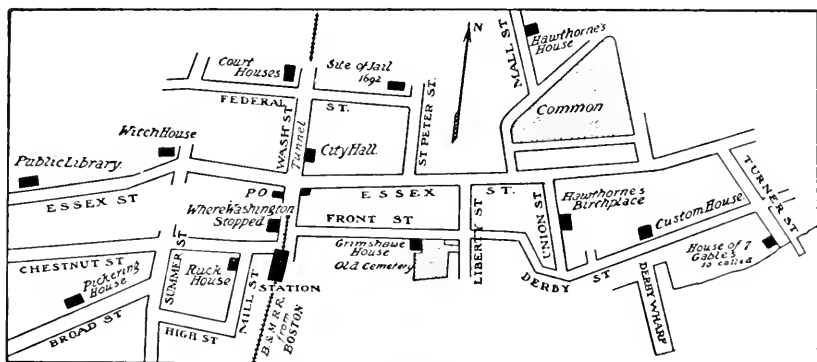 Court
Houses
Site of Jail
1692
N
MALL ST
Hawthorne's
House
Common
FEDERAL ST.
WASH ST
Tunnel
ST PETER ST.
City Hall
Witch House
Public Library.
ESSEX ST
PO
ESSEX ST.
Where Washington
Stopped
FRONT ST
LIBERTY ST
UNION ST
Hawthorne's
Birthplace
Custom House
TURNER ST
House of 7
Gables
so called
Grimshawe
House
Old Cemetery
DERBY ST
DERBY WHARF
CHESTNUT ST
SUMMER ST
Ruck
House
MILL ST
STATION
B & M RR.
from
BOSTON
Pickering
House
BROAD ST
HIGH ST